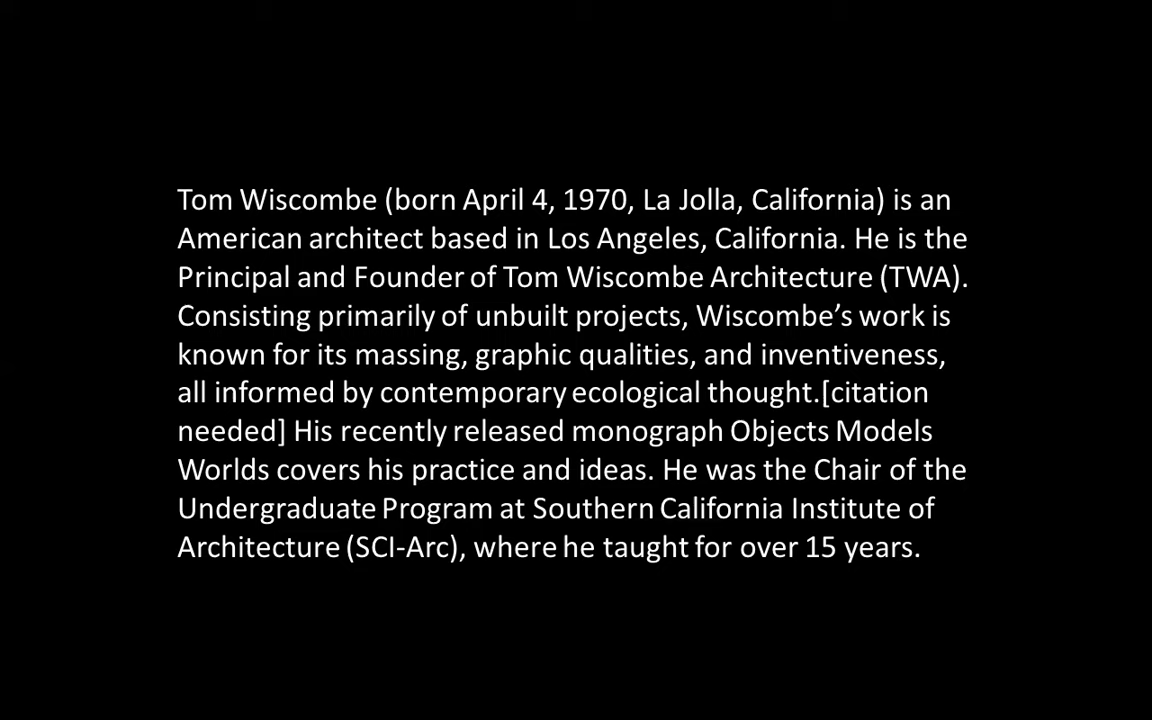 Tom Wiscombe (born April 4, 1970, La Jolla, California) is an
American architect based in Los Angeles, California. He is the
Principal and Founder of Tom Wiscombe Architecture (TWA).
Consisting primarily of unbuilt projects, Wiscombe’s work is
known for its massing, graphic qualities, and inventiveness,
all informed by contemporary ecological thought.[citation
needed] His recently released monograph Objects Models
Worlds covers his practice and ideas. He was the Chair of the
Undergraduate Program at Southern California Institute of
Architecture (SCI-Arc), where he taught for over 15 years.